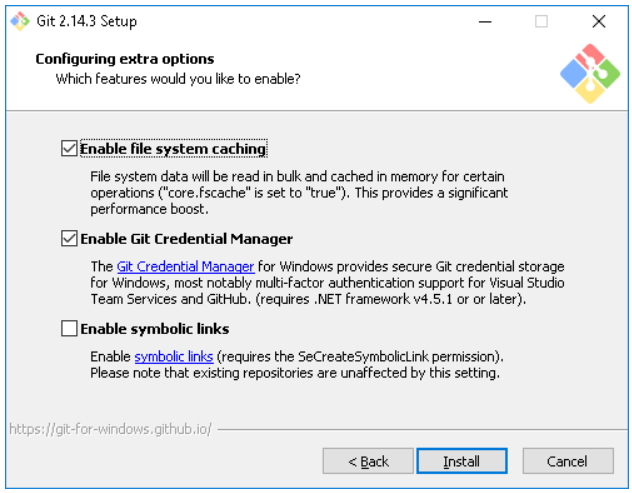 Git 2.14.3 Setup
Configuring extra options
Which features would you like to enable?
Enable file system caching
File system data will be read in bulk and cached in memory for certain
operations ("core.fscache" is set to "true"). This provides a significant
performance boost.
Enable Git Credential Manager
The Git Credential Manager for Windows provides secure Git credential storage
for Windows, most notably multi-factor authentication support for Visual Studio
Team Services and GitHub. (requires .NET framework v4.5.1 or or later).
Enable symbolic links
Enable symbolic links (requires the SeCreateSymbolicLink permission).
Please note that existing repositories are unaffected by this setting.
https://git-for-windows.github.io/
< Back Install Cancel